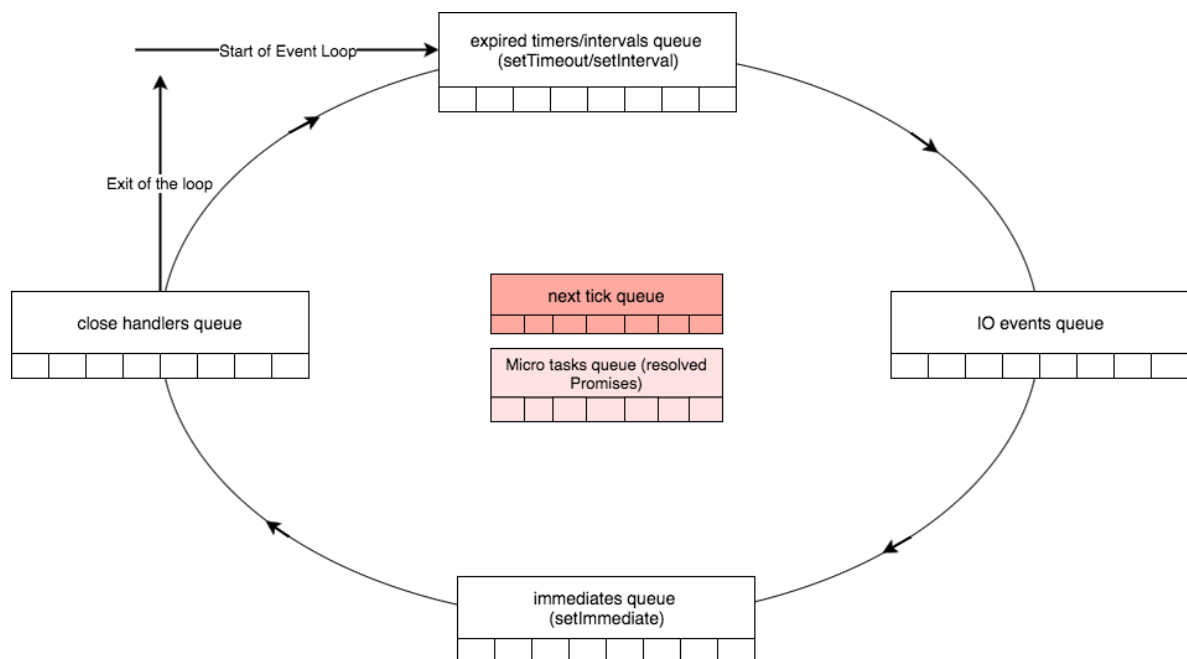 expired timers/intervals queue
(setTimeout/setInterval)
Start of Event Loop
Exit of the loop
next tick queue
close handlers queue
IO events queue
Micro tasks queue (resolved
Promises)
immediates queue
(setImmediate)